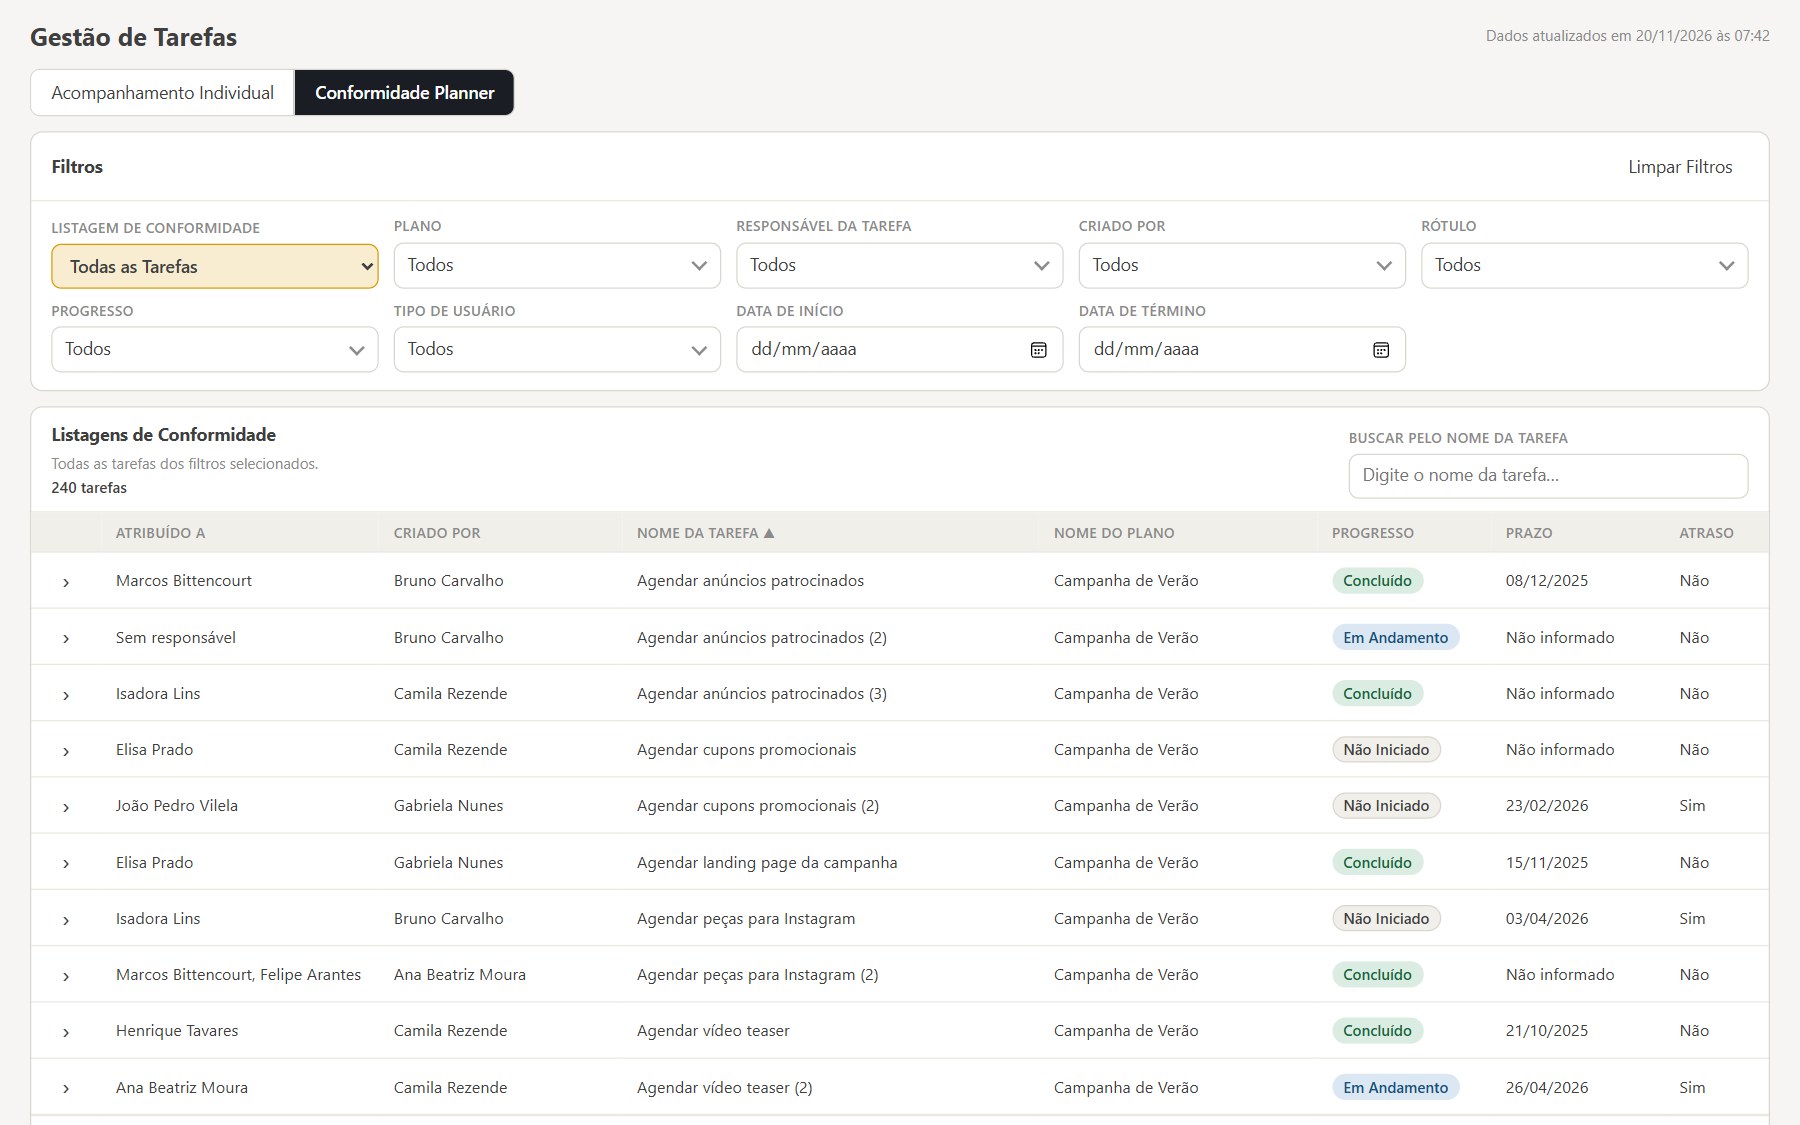 Gestão de Tarefas
Dados atualizados em 20/11/2026 às 07:42
Acompanhamento Individual
Conformidade Planner
Filtros
Limpar Filtros
LISTAGEM DE CONFORMIDADE PLANO RESPONSÁVEL DA TAREFA CRIADO POR RÓTULO
Todas as Tarefas Todos Todos Todos Todos
PROGRESSO TIPO DE USUÁRIO DATA DE INÍCIO DATA DE TÉRMINO
Todos Todos dd/mm/aaaa dd/mm/aaaa
Listagens de Conformidade
Todas as tarefas dos filtros selecionados.
240 tarefas
BUSCAR PELO NOME DA TAREFA
Digite o nome da tarefa...
ATRIBUÍDO A CRIADO POR NOME DA TAREFA ▲ NOME DO PLANO PROGRESSO PRAZO ATRASO
Marcos Bittencourt Bruno Carvalho Agendar anúncios patrocinados Campanha de Verão Concluído 08/12/2025 Não
Sem responsável Bruno Carvalho Agendar anúncios patrocinados (2) Campanha de Verão Em Andamento Não informado Não
Isadora Lins Camila Rezende Agendar anúncios patrocinados (3) Campanha de Verão Concluído Não informado Não
Elisa Prado Camila Rezende Agendar cupons promocionais Campanha de Verão Não Iniciado Não informado Não
João Pedro Vilela Gabriela Nunes Agendar cupons promocionais (2) Campanha de Verão Não Iniciado 23/02/2026 Sim
Elisa Prado Gabriela Nunes Agendar landing page da campanha Campanha de Verão Concluído 15/11/2025 Não
Isadora Lins Bruno Carvalho Agendar peças para Instagram Campanha de Verão Não Iniciado 03/04/2026 Sim
Marcos Bittencourt, Felipe Arantes Ana Beatriz Moura Agendar peças para Instagram (2) Campanha de Verão Concluído Não informado Não
Henrique Tavares Camila Rezende Agendar vídeo teaser Campanha de Verão Concluído 21/10/2025 Não
Ana Beatriz Moura Camila Rezende Agendar vídeo teaser (2) Campanha de Verão Em Andamento 26/04/2026 Sim